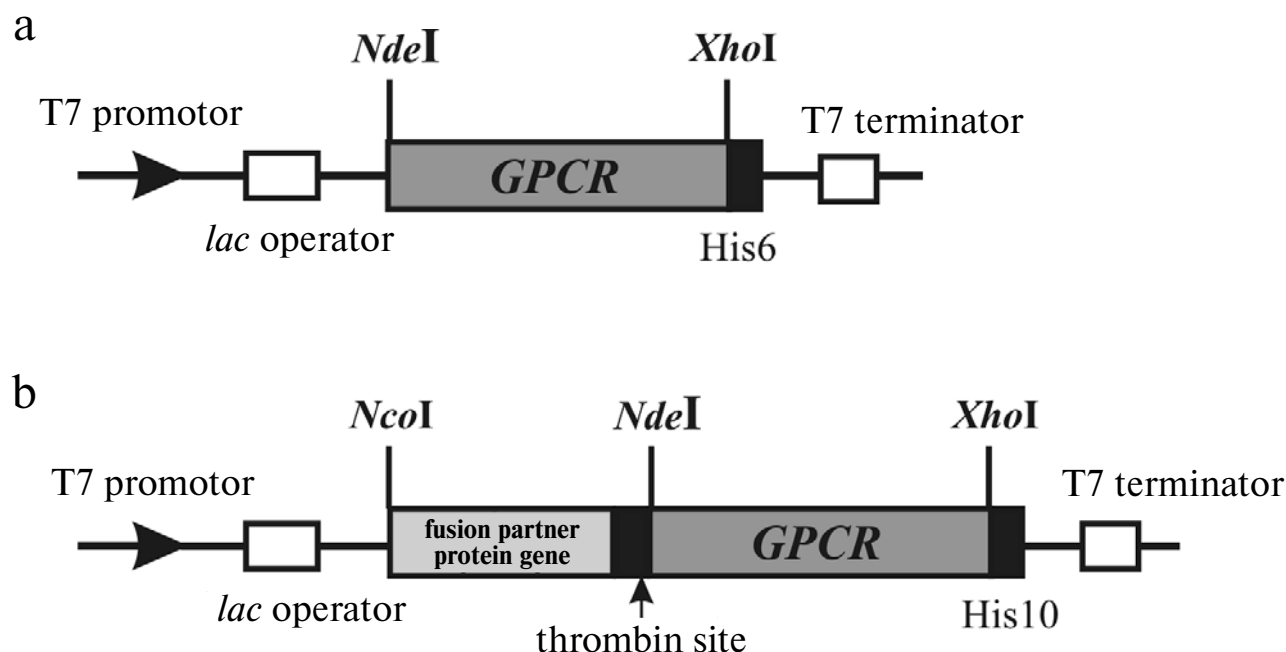 a
NdeI
XhoI
T7 promotor
T7 terminator
GPCR
lac operator
His6
b
NcoI
NdeI
XhoI
T7 promotor
T7 terminator
fusion partner
protein gene
GPCR
lac operator
His10
thrombin site